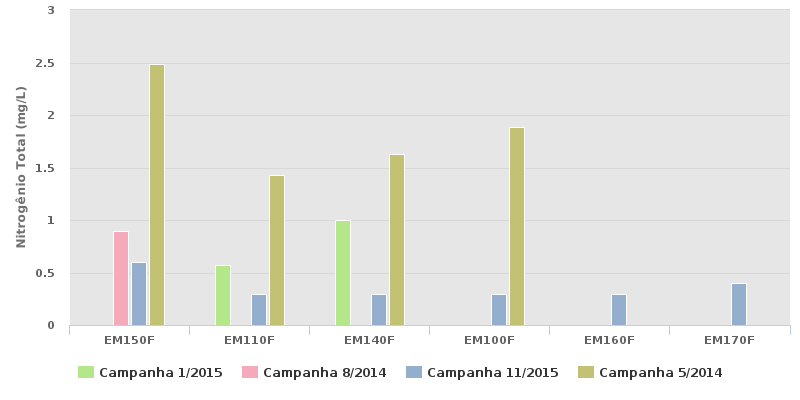 3
2.5
2
1.5
1
0.5
0
Nitrogênio Total (mg/L)
EM150F EM110F EM140F EM100F EM160F EM170F
Campanha 1/2015 Campanha 8/2014 Campanha 11/2015 Campanha 5/2014